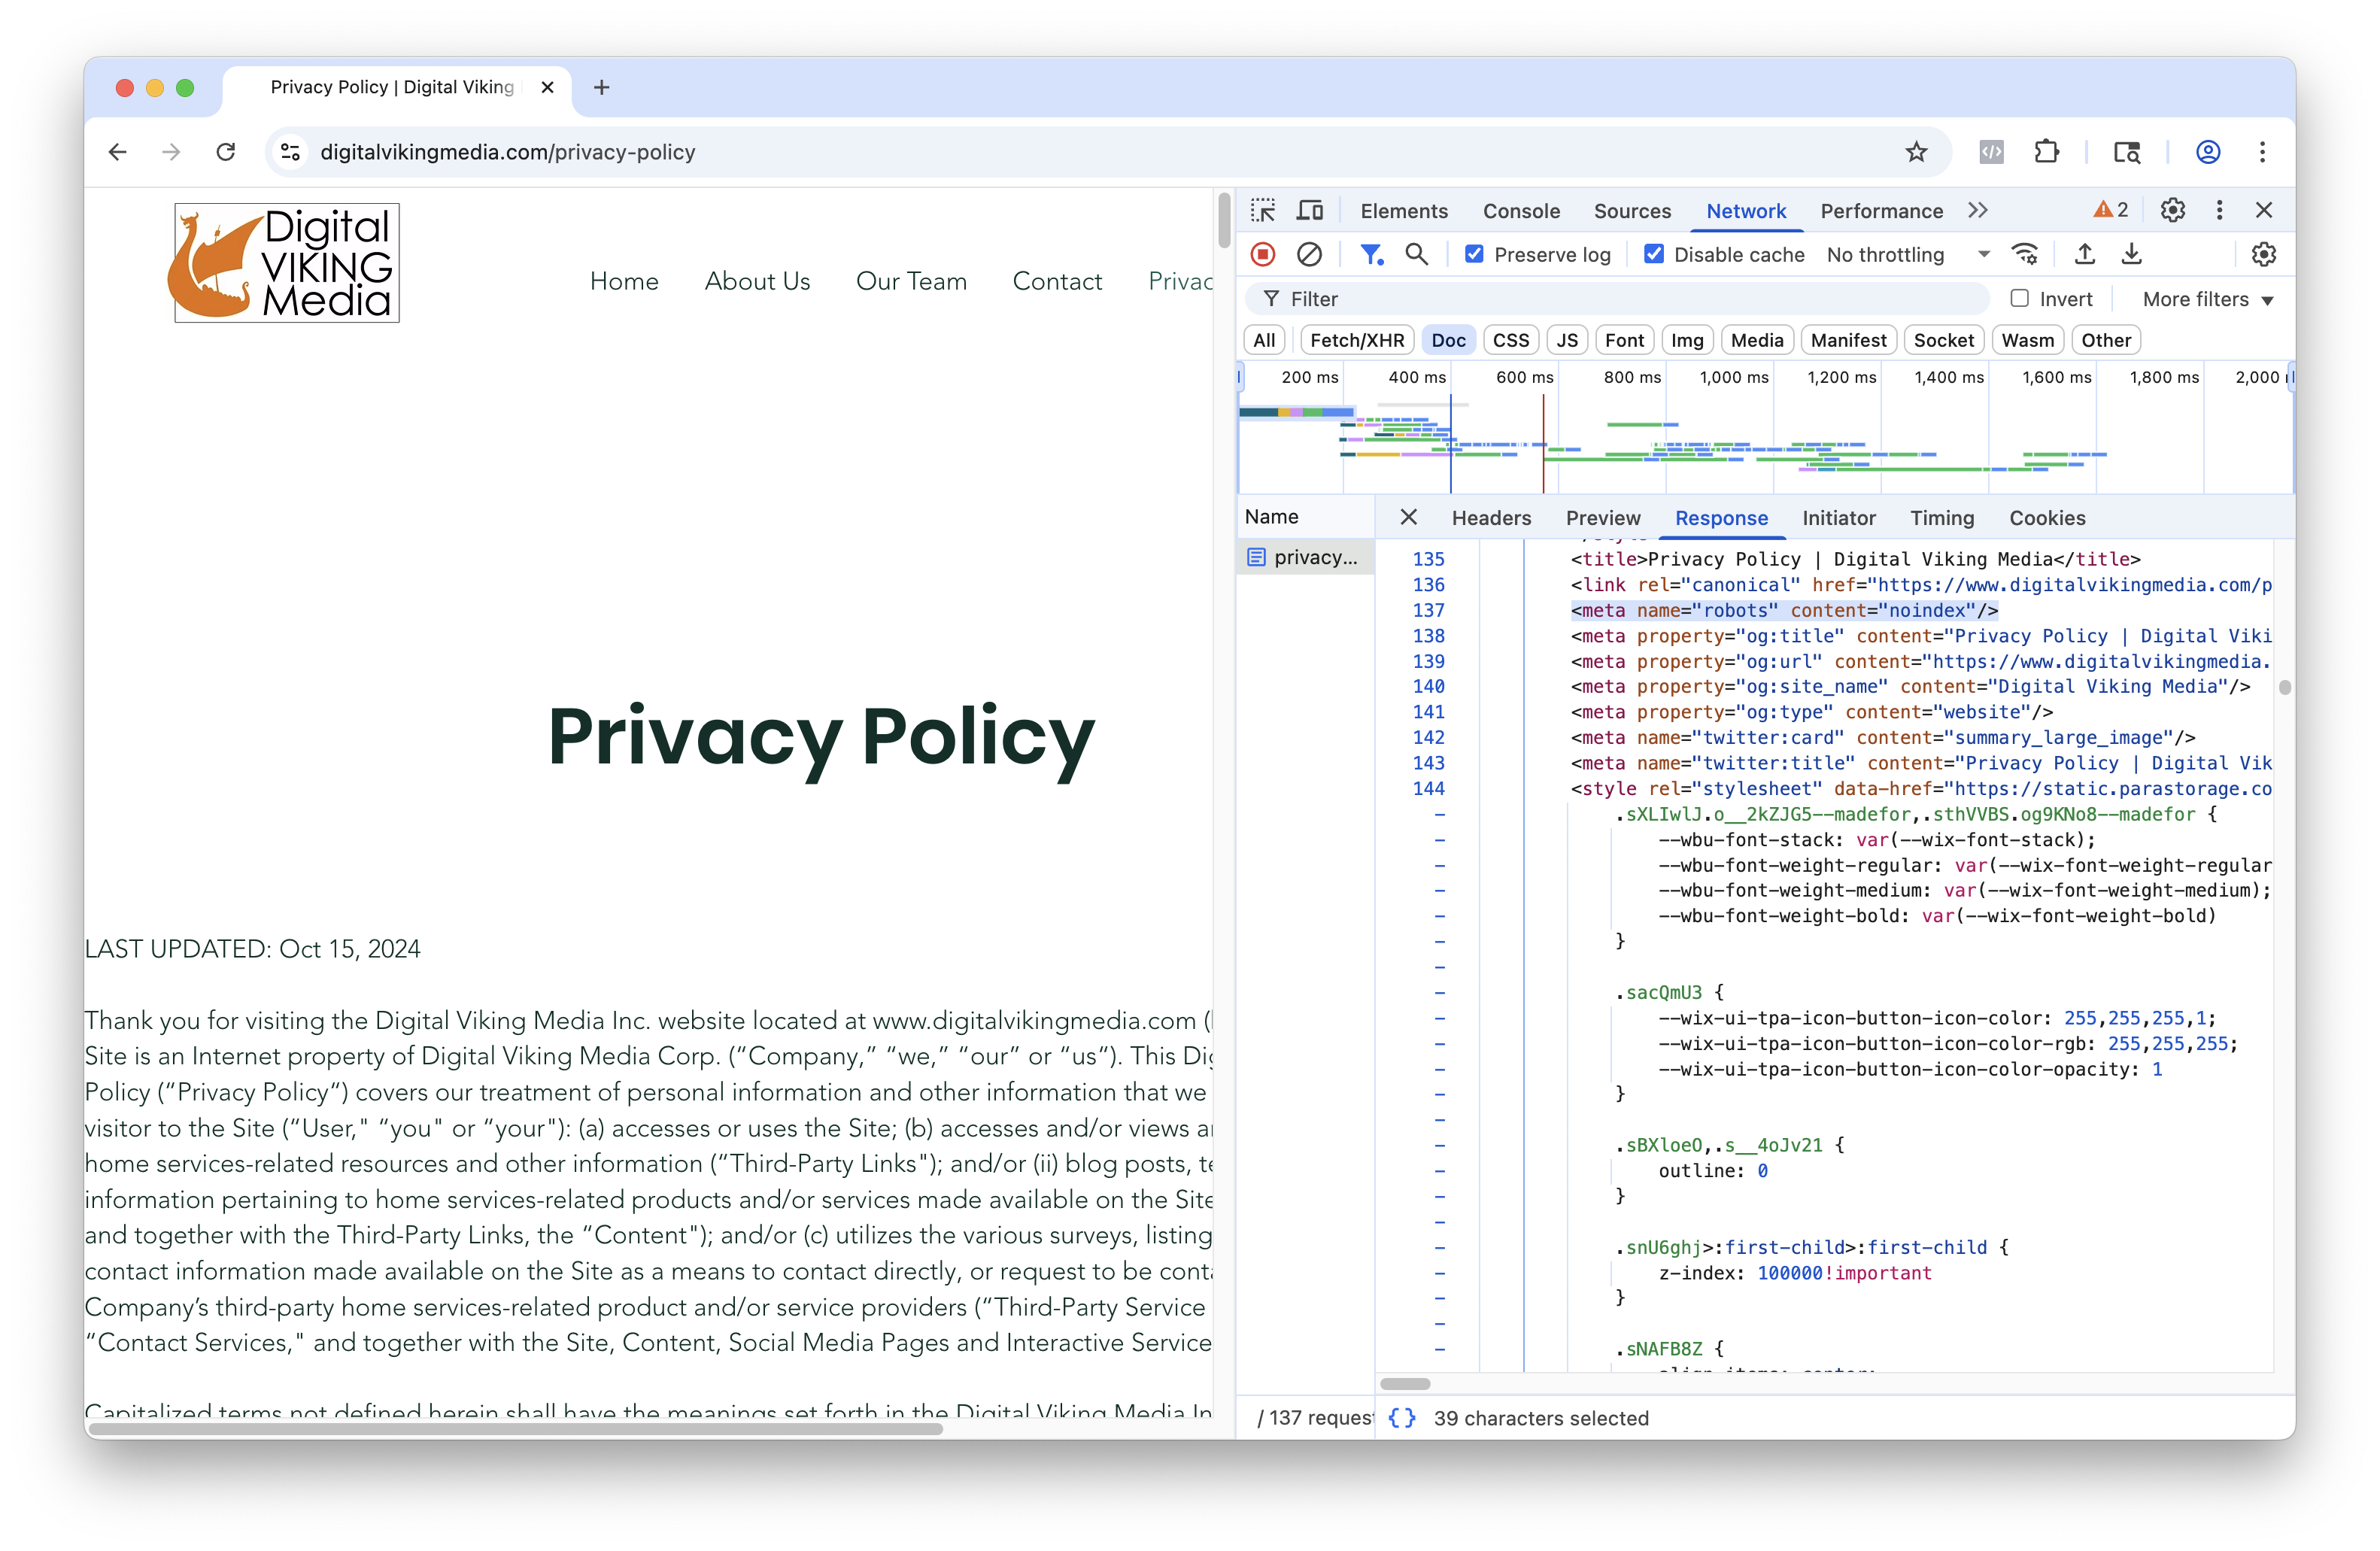 Privacy Policy | Digital Viking
digitalvikingmedia.com/privacy-policy
Digital
VIKING
Media
Home About Us Our Team Contact Privac
Privacy Policy
LAST UPDATED: Oct 15, 2024
Thank you for visiting the Digital Viking Media Inc. website located at www.digitalvikingmedia.com (
Site is an Internet property of Digital Viking Media Corp. (“Company,” “we,” “our” or “us”). This Dig
Policy (“Privacy Policy”) covers our treatment of personal information and other information that we
visitor to the Site (“User," “you" or “your"): (a) accesses or uses the Site; (b) accesses and/or views a
home services-related resources and other information (“Third-Party Links"); and/or (ii) blog posts, te
information pertaining to home services-related products and/or services made available on the Site
and together with the Third-Party Links, the “Content"); and/or (c) utilizes the various surveys, listing
contact information made available on the Site as a means to contact directly, or request to be conta
Company’s third-party home services-related product and/or service providers (“Third-Party Service
“Contact Services," and together with the Site, Content, Social Media Pages and Interactive Service
Capitalized terms not defined herein shall have the meanings set forth in the Digital Viking Media In
Elements Console Sources Network Performance 2
Preserve log Disable cache No throttling
Filter Invert More filters
All Fetch/XHR Doc CSS JS Font Img Media Manifest Socket Wasm Other
200 ms 400 ms 600 ms 800 ms 1,000 ms 1,200 ms 1,400 ms 1,600 ms 1,800 ms 2,000
Name Headers Preview Response Initiator Timing Cookies
privacy...
135 <title>Privacy Policy | Digital Viking Media</title>
136 <link rel="canonical" href="https://www.digitalvikingmedia.com/p
137 <meta name="robots" content="noindex"/>
138 <meta property="og:title" content="Privacy Policy | Digital Viki
139 <meta property="og:url" content="https://www.digitalvikingmedia.
140 <meta property="og:site_name" content="Digital Viking Media"/>
141 <meta property="og:type" content="website"/>
142 <meta name="twitter:card" content="summary_large_image"/>
143 <meta name="twitter:title" content="Privacy Policy | Digital Vik
144 <style rel="stylesheet" data-href="https://static.parastorage.co
- .sXLIwlJ.o__2kZJG5--madefor,.sthVVBS.og9KNo8--madefor {
- --wbu-font-stack: var(--wix-font-stack);
- --wbu-font-weight-regular: var(--wix-font-weight-regular
- --wbu-font-weight-medium: var(--wix-font-weight-medium);
- --wbu-font-weight-bold: var(--wix-font-weight-bold)
- }
-
- .sacQmU3 {
- --wix-ui-tpa-icon-button-icon-color: 255,255,255,1;
- --wix-ui-tpa-icon-button-icon-color-rgb: 255,255,255;
- --wix-ui-tpa-icon-button-icon-color-opacity: 1
- }
-
- .sBXloeO,.s__4oJv21 {
- outline: 0
- }
-
- .snU6ghj>:first-child>:first-child {
- z-index: 100000!important
- }
-
- .sNAFB8Z {
/ 137 request {} 39 characters selected